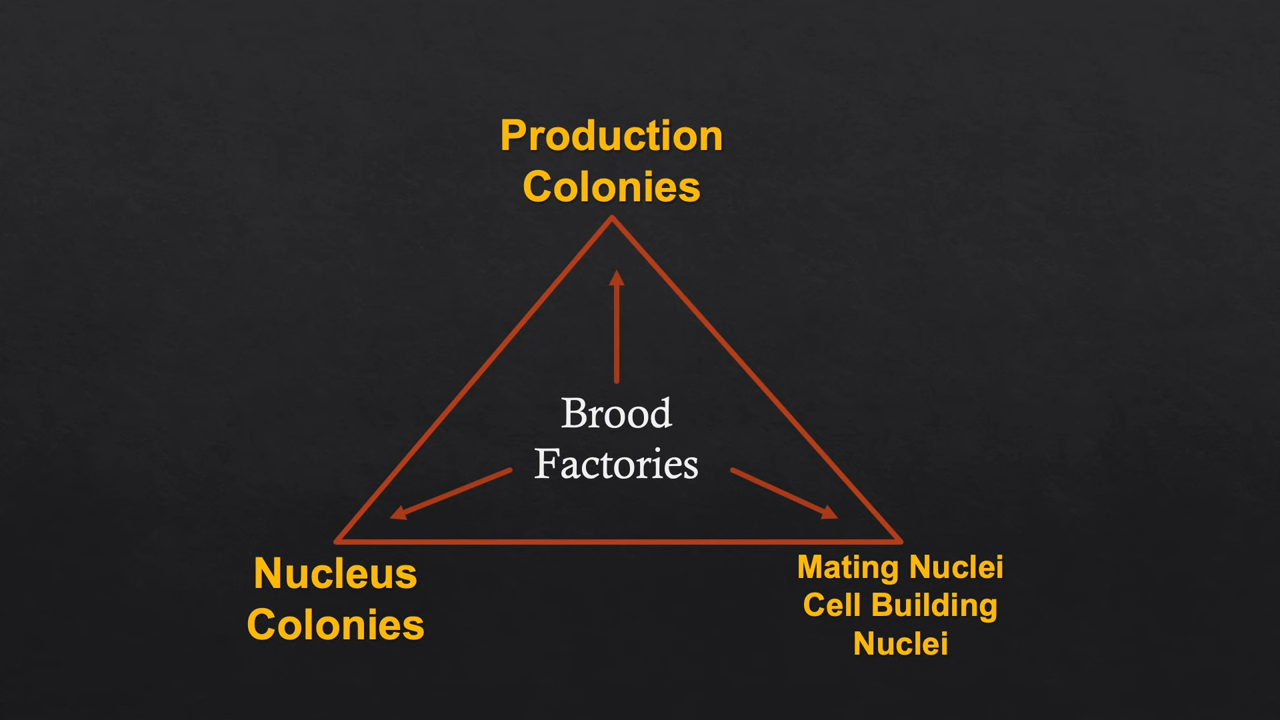 Production
Colonies
Brood
Factories
Nucleus
Colonies
Mating Nuclei
Cell Building
Nuclei